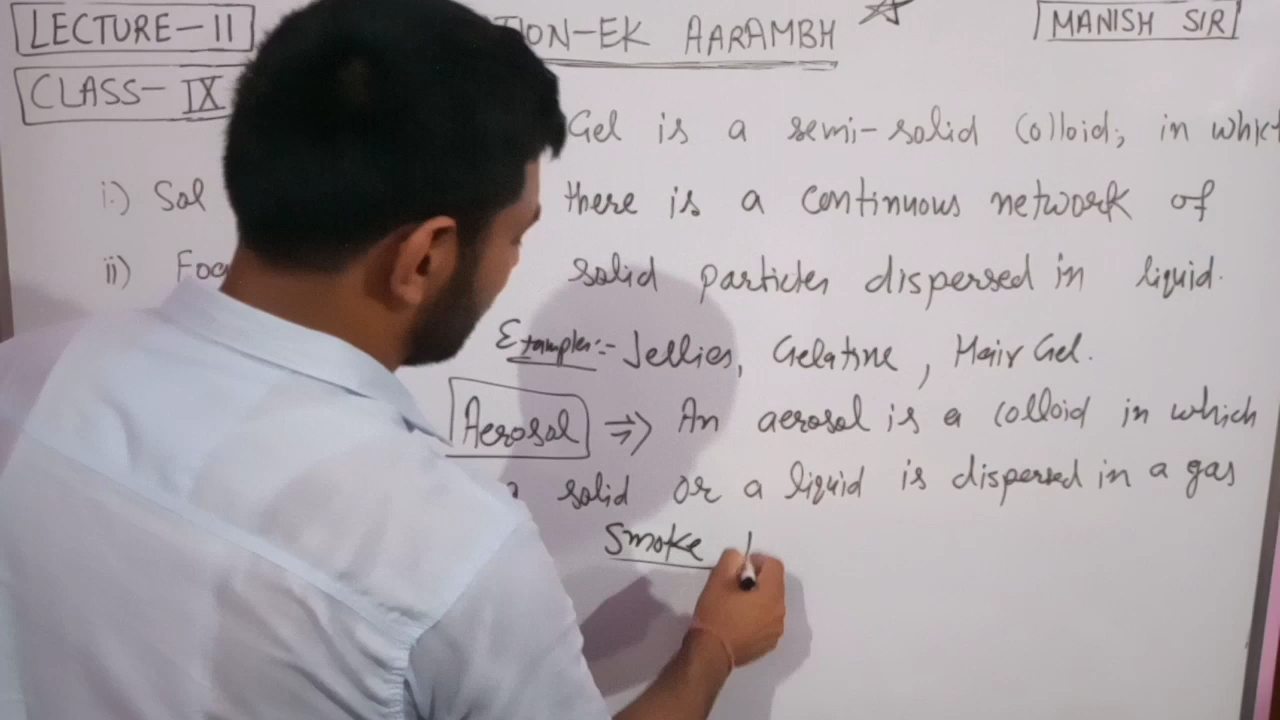 LECTURE-II
TION-EK AARAMBH
MANISH SIR
CLASS-IX
Gel is a semi-solid Colloid, in which
i.) Sol
there is a continuous network of
ii)
solid particles dispersed in liquid.
Examples:- Jellies, Gelatine, Hair Gel.
Aerosol ⇒ An aerosol is a colloid in which
solid or a liquid is dispersed in a gas
Smoke